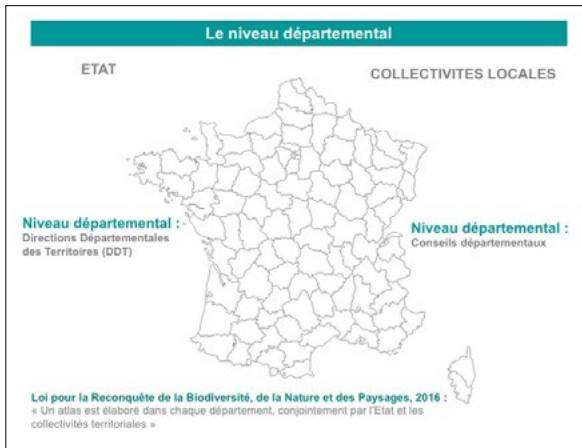 Le niveau départemental
ETAT
COLLECTIVITES LOCALES
Niveau départemental :
Directions Départementales
des Territoires (DDT)
Niveau départemental :
Conseils départementaux
Loi pour la Reconquête de la Biodiversité, de la Nature et des Paysages, 2016 :
« Un atlas est élaboré dans chaque département, conjointement par l'Etat et les
collectivités territoriales »